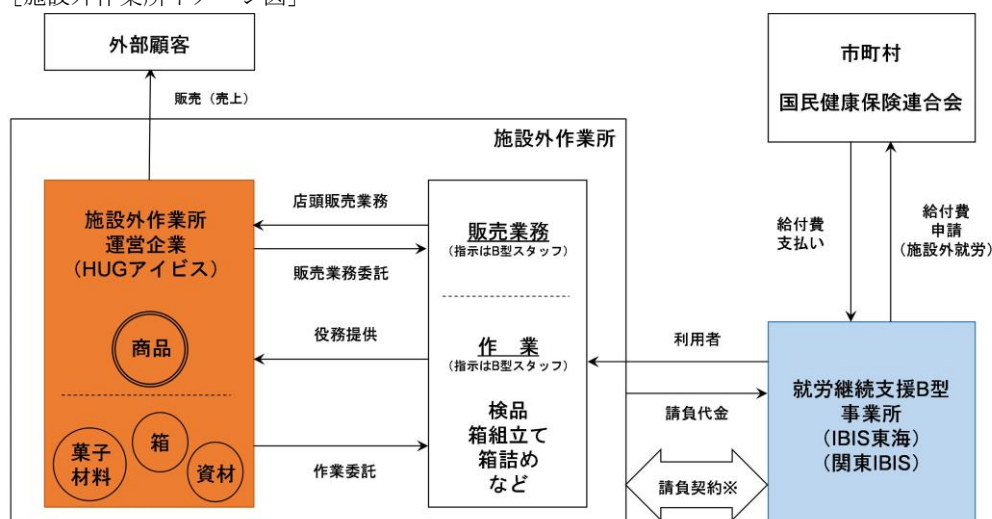 [施設外作業所イメージ図]
外部顧客
販売（売上）
施設外作業所
施設外作業所
運営企業
（HUGアイビス）
商品
菓子
材料
箱
資材
店頭販売業務
販売業務委託
役務提供
作業委託
販売業務
（指示はB型スタッフ）
作　業
（指示はB型スタッフ）
検品
箱組立て
箱詰め
など
市町村
国民健康保険連合会
給付費
支払い
給付費
申請
（施設外就労）
利用者
請負代金
請負契約※
就労継続支援B型
事業所
（IBIS東海）
（関東IBIS）